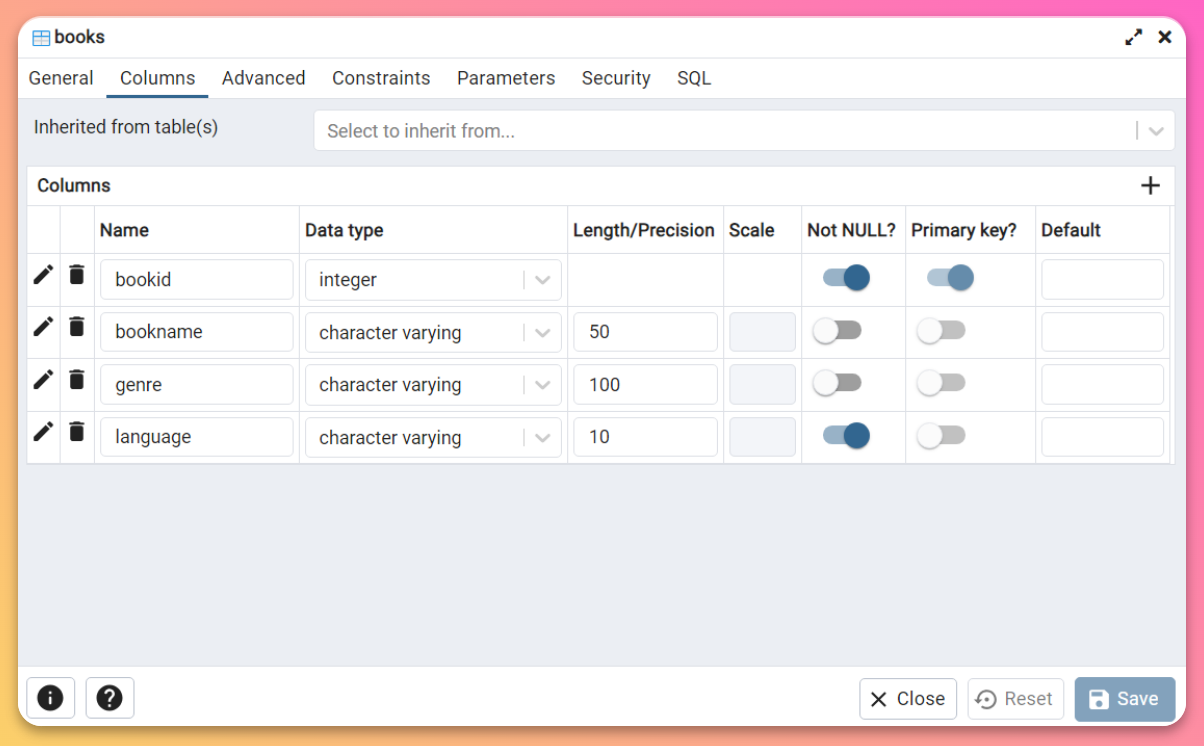 books
General Columns Advanced Constraints Parameters Security SQL
Inherited from table(s) Select to inherit from...
Columns
Name Data type Length/Precision Scale Not NULL? Primary key? Default
bookid integer
bookname character varying 50
genre character varying 100
language character varying 10
Close Reset Save